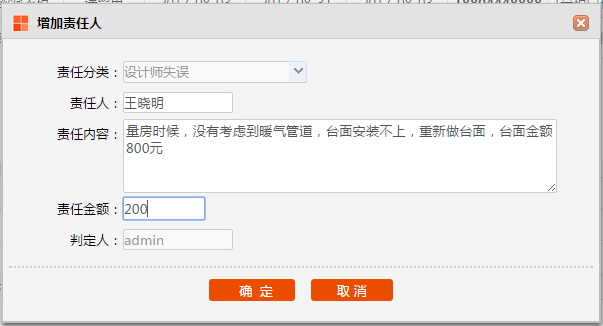 增加责任人
责任分类：设计师失误
责任人：王晓明
责任内容：量房时候，没有考虑到暖气管道，台面安装不上，重新做台面，台面金额
800元
责任金额：200
判定人：admin
确 定 取 消